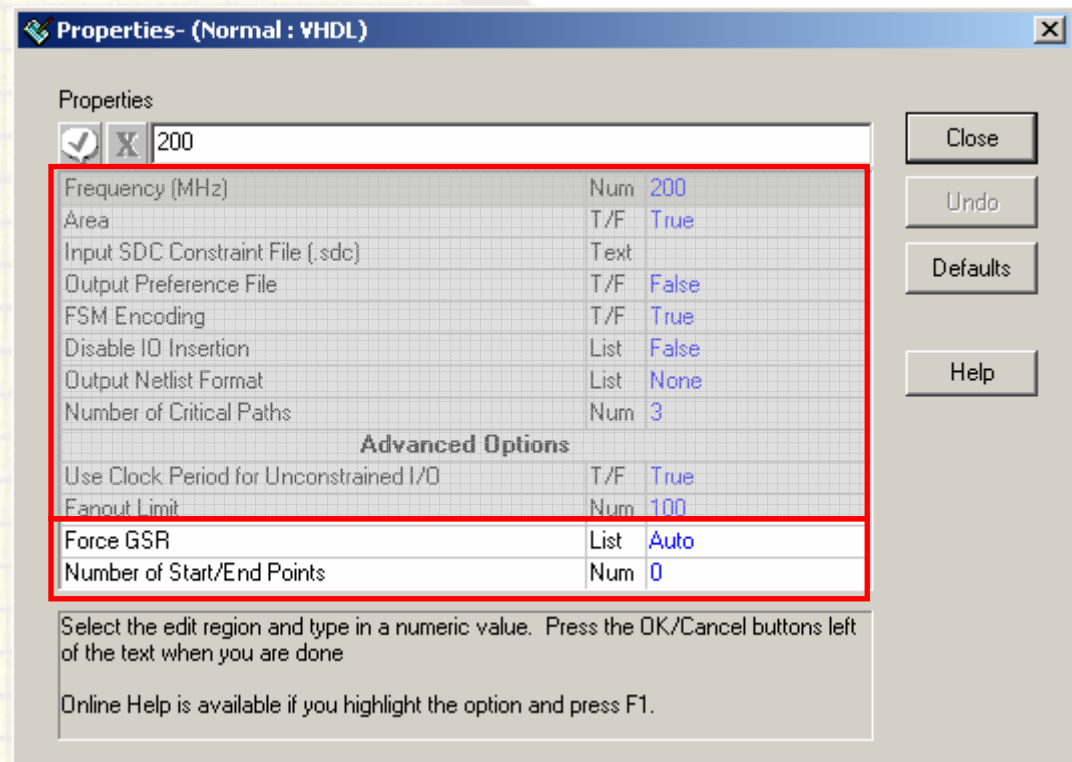 Properties- (Normal : VHDL)
Properties
200
Close
Undo
Defaults
Help
Frequency (MHz) Num 200
Area T/F True
Input SDC Constraint File (.sdc) Text
Output Preference File T/F False
FSM Encoding T/F True
Disable IO Insertion List False
Output Netlist Format List None
Number of Critical Paths Num 3
Advanced Options
Use Clock Period for Unconstrained I/O T/F True
Fanout Limit Num 100
Force GSR List Auto
Number of Start/End Points Num 0
Select the edit region and type in a numeric value. Press the OK/Cancel buttons left
of the text when you are done
Online Help is available if you highlight the option and press F1.